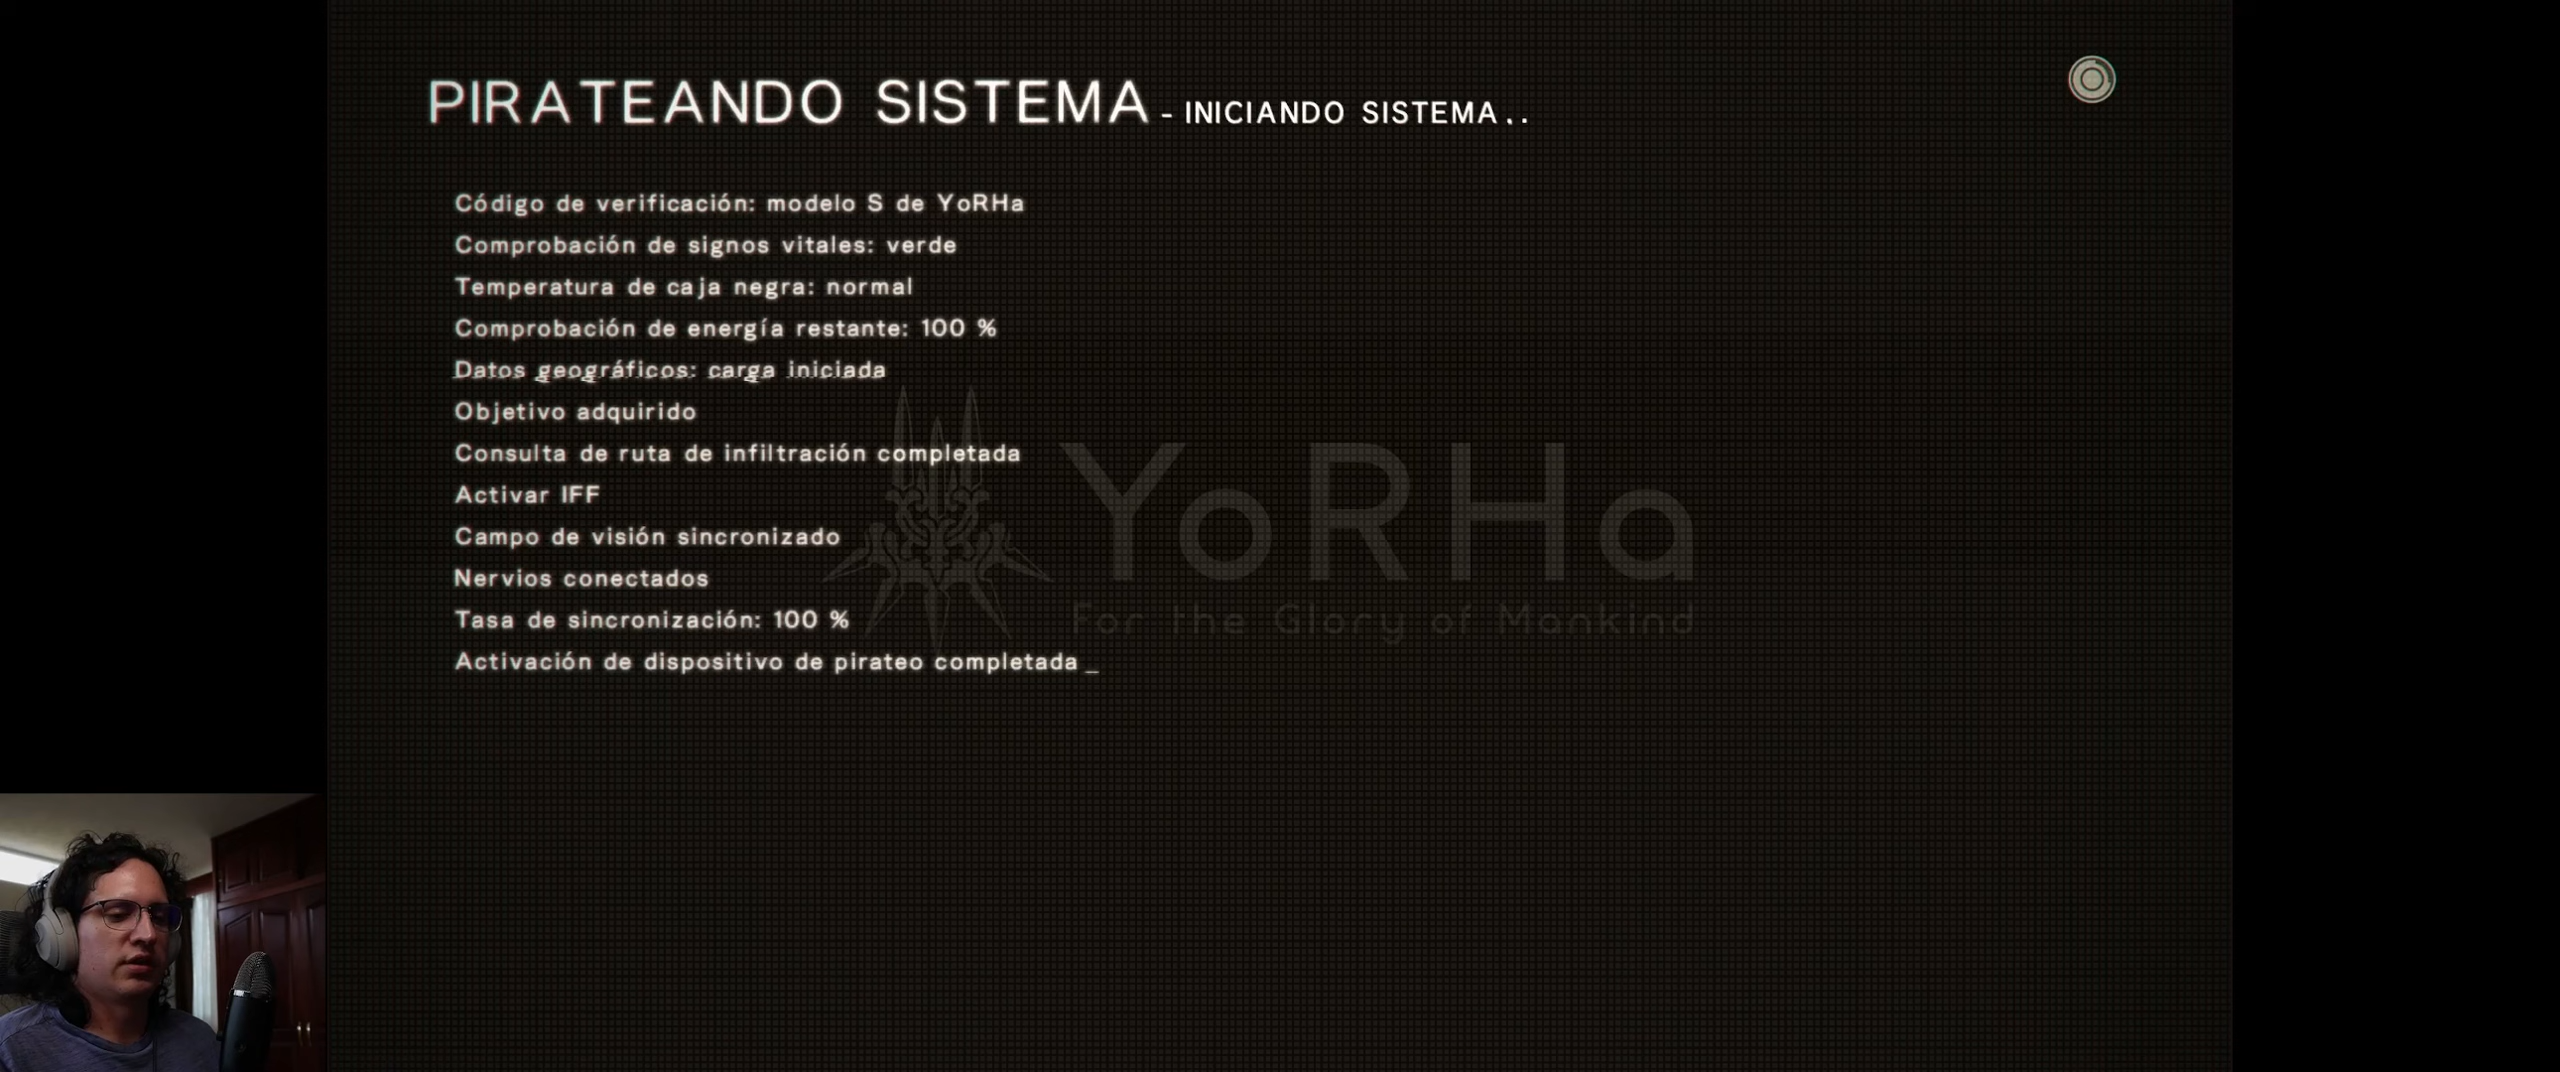 PIRATEANDO SISTEMA - INICIANDO SISTEMA..
Código de verificación: modelo S de YoRHa
Comprobación de signos vitales: verde
Temperatura de caja negra: normal
Comprobación de energía restante: 100 %
Datos geográficos: carga iniciada
Objetivo adquirido
Consulta de ruta de infiltración completada
Activar IFF
Campo de visión sincronizado
Nervios conectados
Tasa de sincronización: 100 %
Activación de dispositivo de pirateo completada _
YoRHa
For the Glory of Mankind